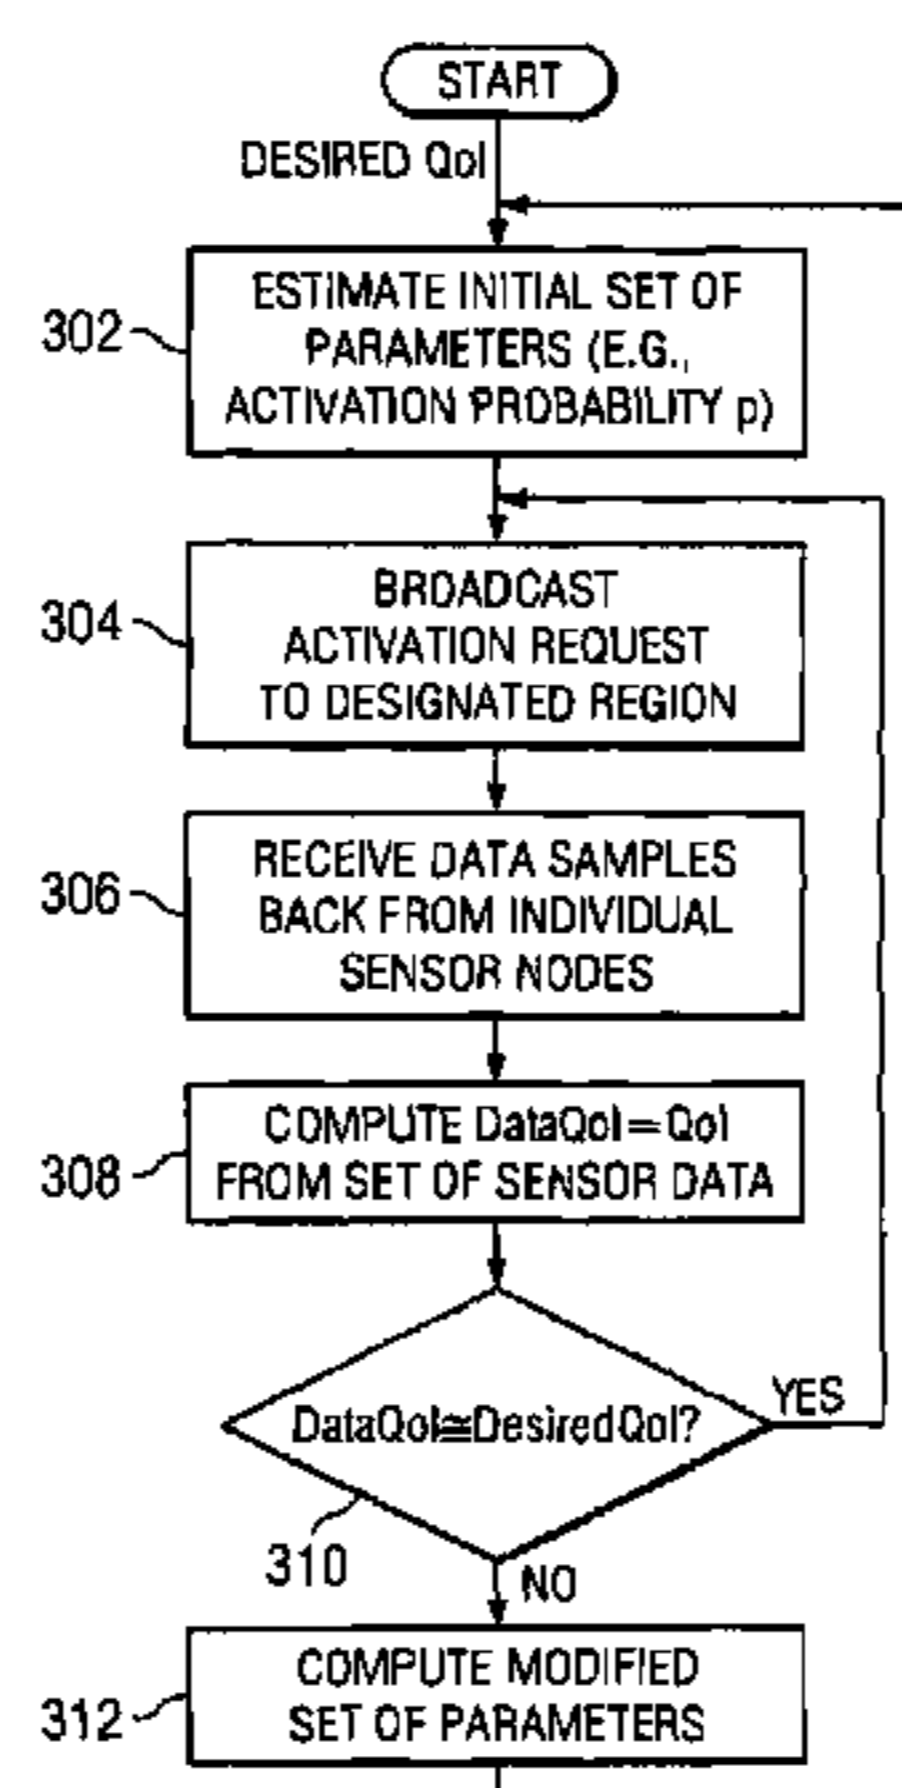 START
DESIRED QoI
302
ESTIMATE INITIAL SET OF
PARAMETERS (E.G.,
ACTIVATION PROBABILITY p)
304
BROADCAST
ACTIVATION REQUEST
TO DESIGNATED REGION
306
RECEIVE DATA SAMPLES
BACK FROM INDIVIDUAL
SENSOR NODES
308
COMPUTE DataQoI=QoI
FROM SET OF SENSOR DATA
DataQoI≅DesiredQoI?
YES
310
NO
312
COMPUTE MODIFIED
SET OF PARAMETERS